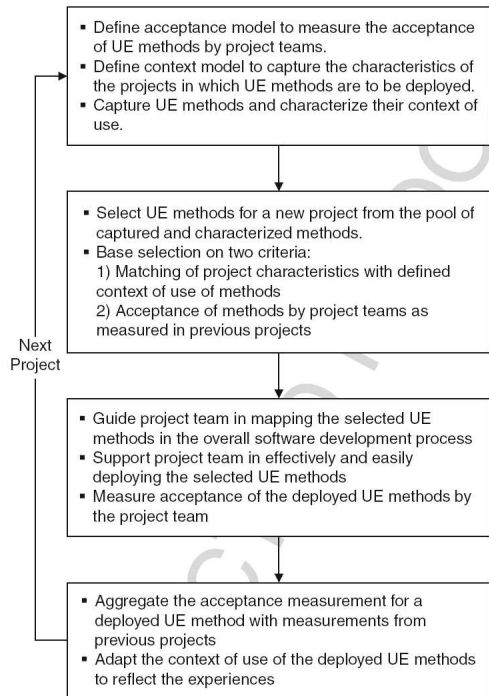 ▪ Define acceptance model to measure the acceptance
of UE methods by project teams.
▪ Define context model to capture the characteristics of
the projects in which UE methods are to be deployed.
▪ Capture UE methods and characterize their context of
use.
▪ Select UE methods for a new project from the pool of
captured and characterized methods.
▪ Base selection on two criteria:
1) Matching of project characteristics with defined
context of use of methods
2) Acceptance of methods by project teams as
measured in previous projects
Next
Project
▪ Guide project team in mapping the selected UE
methods in the overall software development process
▪ Support project team in effectively and easily
deploying the selected UE methods
▪ Measure acceptance of the deployed UE methods by
the project team
▪ Aggregate the acceptance measurement for a
deployed UE method with measurements from
previous projects
▪ Adapt the context of use of the deployed UE methods
to reflect the experiences